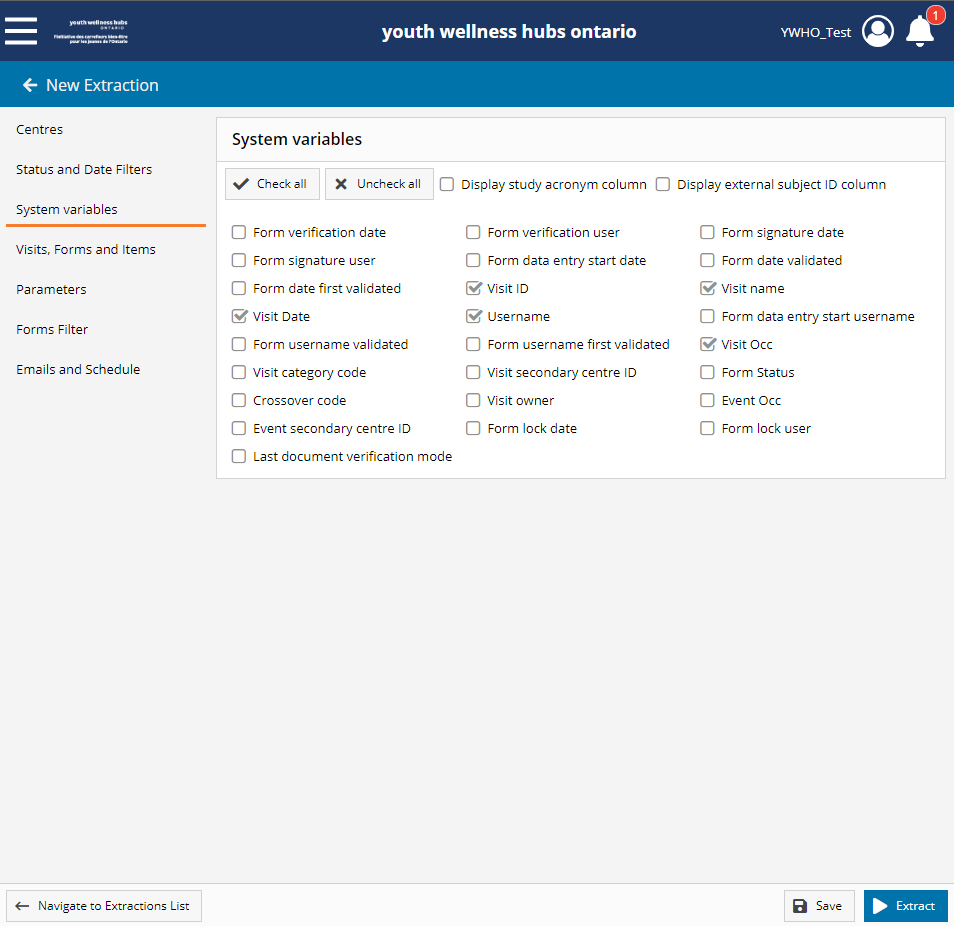 youth wellness hubs
ONTARIO
l'initiative des carrefours bien-être
pour les jeunes de l'Ontario
youth wellness hubs ontario
YWHO_Test
1
New Extraction
Centres
Status and Date Filters
System variables
Visits, Forms and Items
Parameters
Forms Filter
Emails and Schedule
System variables
Check all Uncheck all Display study acronym column Display external subject ID column
Form verification date Form verification user Form signature date
Form signature user Form data entry start date Form date validated
Form date first validated Visit ID Visit name
Visit Date Username Form data entry start username
Form username validated Form username first validated Visit Occ
Visit category code Visit secondary centre ID Form Status
Crossover code Visit owner Event Occ
Event secondary centre ID Form lock date Form lock user
Last document verification mode
Navigate to Extractions List Save Extract